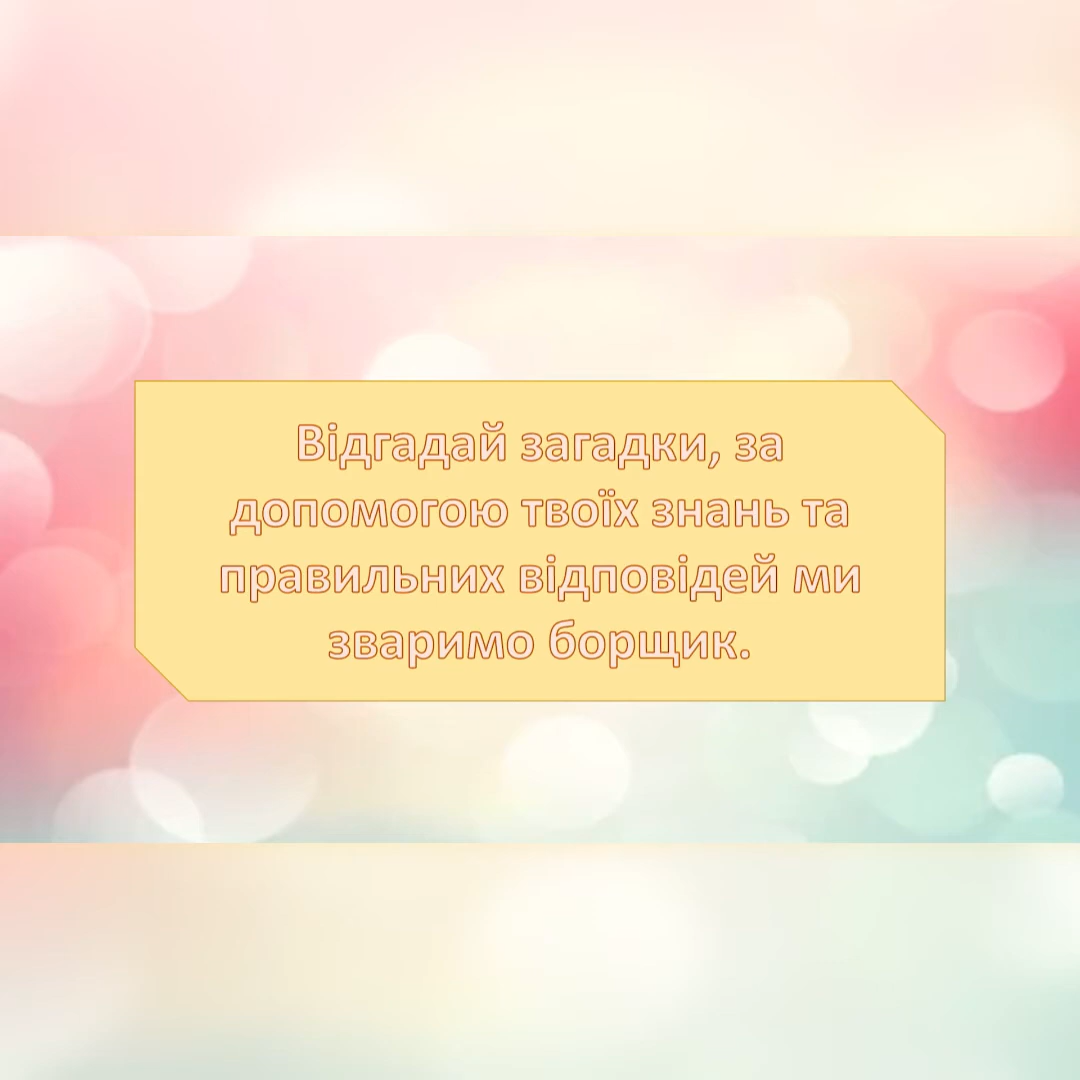 Відгадай загадки, за
допомогою твоїх знань та
правильних відповідей ми
зваримо борщик.